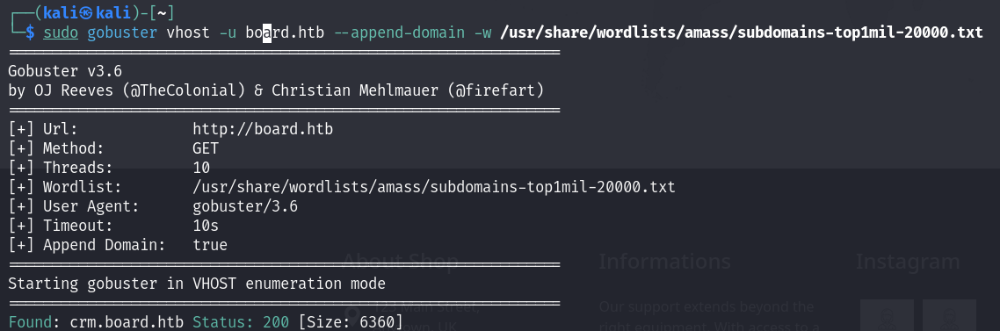 ┌──(kali㉿kali)-[~]
└─$ sudo gobuster vhost -u board.htb --append-domain -w /usr/share/wordlists/amass/subdomains-top1mil-20000.txt
===============================================================
Gobuster v3.6
by OJ Reeves (@TheColonial) & Christian Mehlmauer (@firefart)
===============================================================
[+] Url:             http://board.htb
[+] Method:          GET
[+] Threads:         10
[+] Wordlist:        /usr/share/wordlists/amass/subdomains-top1mil-20000.txt
[+] User Agent:      gobuster/3.6
[+] Timeout:         10s
[+] Append Domain:   true
===============================================================
About Shop Informations Instagram
Starting gobuster in VHOST enumeration mode
===============================================================
123 Main Street, Our support extends beyond the
Found: crm.board.htb Status: 200 [Size: 6360]
UK right equipment. With access to a